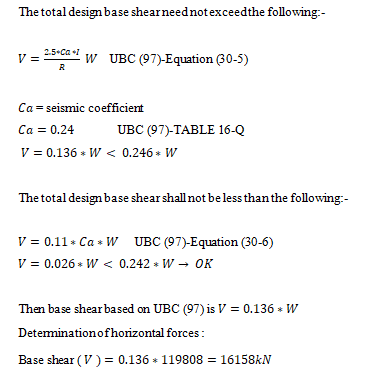 The total design base shear need not exceed the following:-
V = 2.5*Ca*I / R W UBC (97)-Equation (30-5)
Ca = seismic coefficient
Ca = 0.24 UBC (97)-TABLE 16-Q
V = 0.136 * W < 0.246 * W
The total design base shear shall not be less than the following:-
V = 0.11 * Ca * W UBC (97)-Equation (30-6)
V = 0.026 * W < 0.242 * W → OK
Then base shear based on UBC (97) is V = 0.136 * W
Determination of horizontal forces :
Base shear ( V ) = 0.136 * 119808 = 16158kN